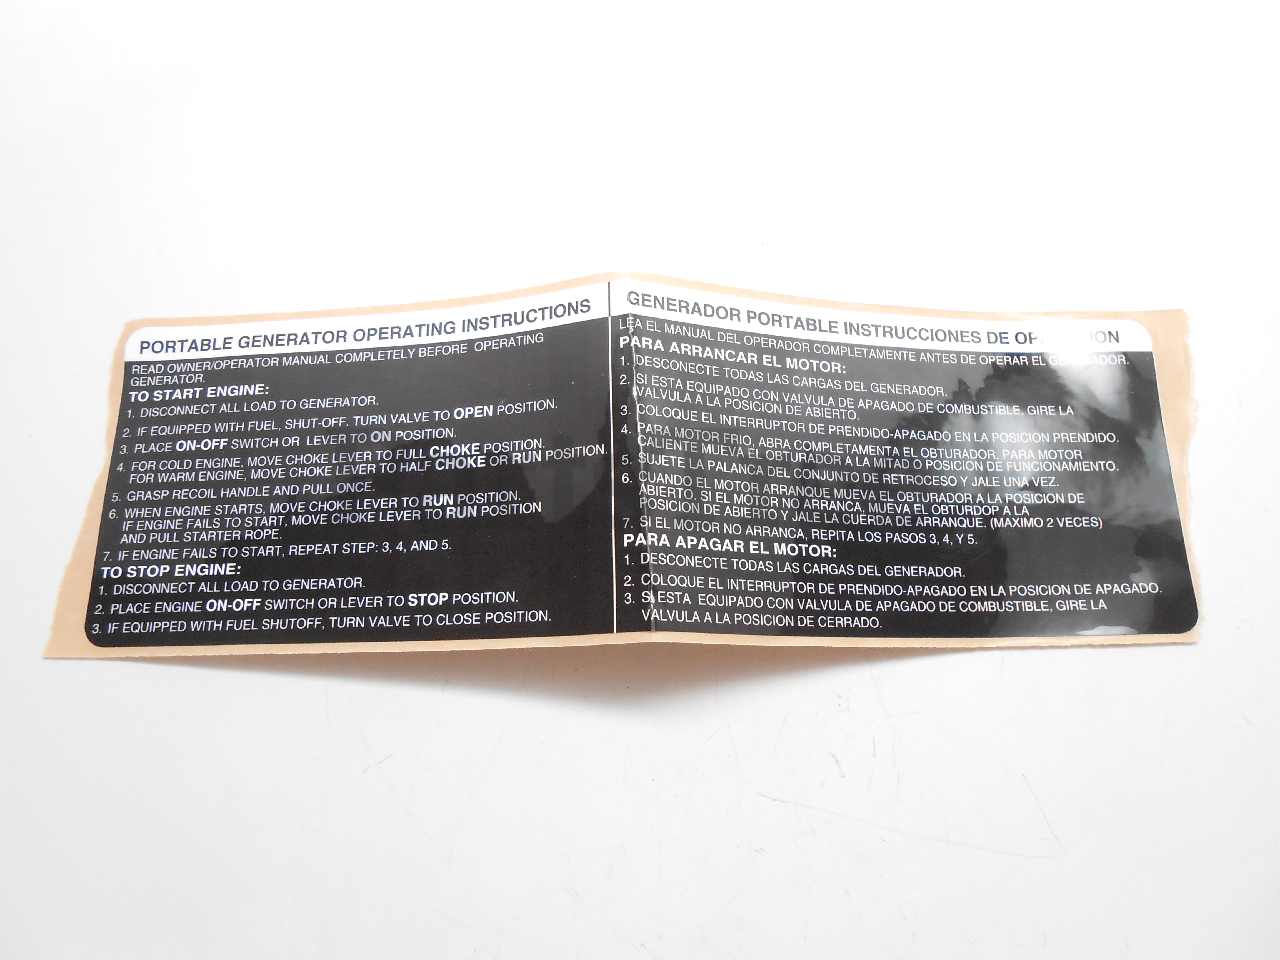 PORTABLE GENERATOR OPERATING INSTRUCTIONS
READ OWNER/OPERATOR MANUAL COMPLETELY BEFORE OPERATING
GENERATOR.
TO START ENGINE:
1. DISCONNECT ALL LOAD TO GENERATOR.
2. IF EQUIPPED WITH FUEL, SHUT-OFF. TURN VALVE TO OPEN POSITION.
3. PLACE ON-OFF SWITCH OR LEVER TO ON POSITION.
4. FOR COLD ENGINE, MOVE CHOKE LEVER TO FULL CHOKE POSITION.
FOR WARM ENGINE, MOVE CHOKE LEVER TO HALF CHOKE OR RUN POSITION.
5. GRASP RECOIL HANDLE AND PULL ONCE.
6. WHEN ENGINE STARTS, MOVE CHOKE LEVER TO RUN POSITION.
IF ENGINE FAILS TO START, MOVE CHOKE LEVER TO RUN POSITION
AND PULL STARTER ROPE.
7. IF ENGINE FAILS TO START, REPEAT STEP: 3, 4, AND 5.
TO STOP ENGINE:
1. DISCONNECT ALL LOAD TO GENERATOR.
2. PLACE ENGINE ON-OFF SWITCH OR LEVER TO STOP POSITION.
3. IF EQUIPPED WITH FUEL SHUTOFF, TURN VALVE TO CLOSE POSITION.
GENERADOR PORTABLE INSTRUCCIONES DE
LEA EL MANUAL DEL OPERADOR COMPLETAMENTE ANTES DE OPERAR EL GENERADOR.
PARA ARRANCAR EL MOTOR:
1. DESCONECTE TODAS LAS CARGAS DEL GENERADOR.
2. SI ESTA EQUIPADO CON VALVULA DE APAGADO DE COMBUSTIBLE, GIRE LA
VALVULA A LA POSICION DE ABIERTO.
3. COLOQUE EL INTERRUPTOR DE PRENDIDO-APAGADO EN LA POSICION PRENDIDO.
4. PARA MOTOR FRIO, ABRA COMPLETAMENTA EL OBTURADOR, PARA MOTOR
CALIENTE MUEVA EL OBTURADOR A LA MITAD O POSICION DE FUNCIONAMIENTO.
5. SUJETE LA PALANCA DEL CONJUNTO DE RETROCESO Y JALE UNA VEZ.
6. CUANDO EL MOTOR ARRANQUE MUEVA EL OBTURADOR A LA POSICION DE
ABIERTO, SI EL MOTOR NO ARRANCA, MUEVA EL OBTURDOP A LA
POSICION DE ABIERTO Y JALE LA CUERDA DE ARRANQUE. (MAXIMO 2 VECES)
7. SI EL MOTOR NO ARRANCA, REPITA LOS PASOS 3, 4, Y 5.
PARA APAGAR EL MOTOR:
1. DESCONECTE TODAS LAS CARGAS DEL GENERADOR.
2. COLOQUE EL INTERRUPTOR DE PRENDIDO-APAGADO EN LA POSICION DE APAGADO.
3. SI ESTA EQUIPADO CON VALVULA DE APAGADO DE COMBUSTIBLE, GIRE LA
VALVULA A LA POSICION DE CERRADO.